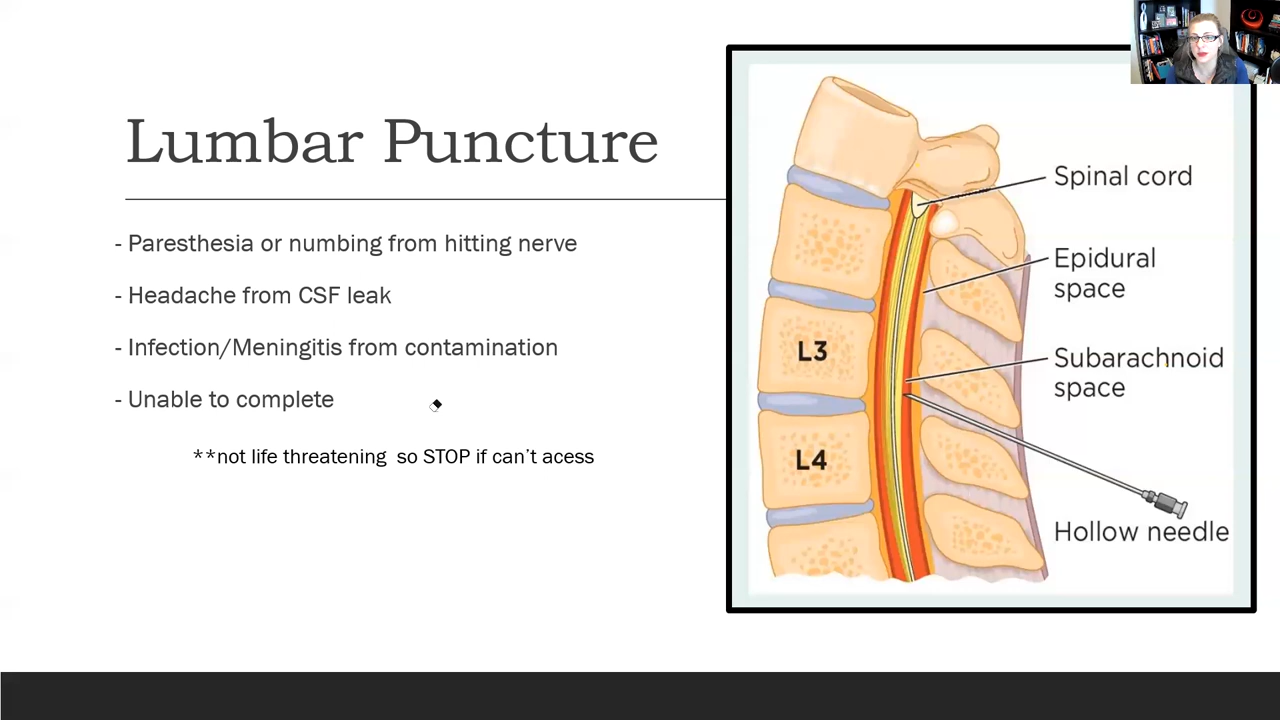 Lumbar Puncture
- Paresthesia or numbing from hitting nerve
- Headache from CSF leak
- Infection/Meningitis from contamination
- Unable to complete
**not life threatening  so STOP if can't acess
Spinal cord
Epidural
space
Subarachnoid
space
L3
L4
Hollow needle